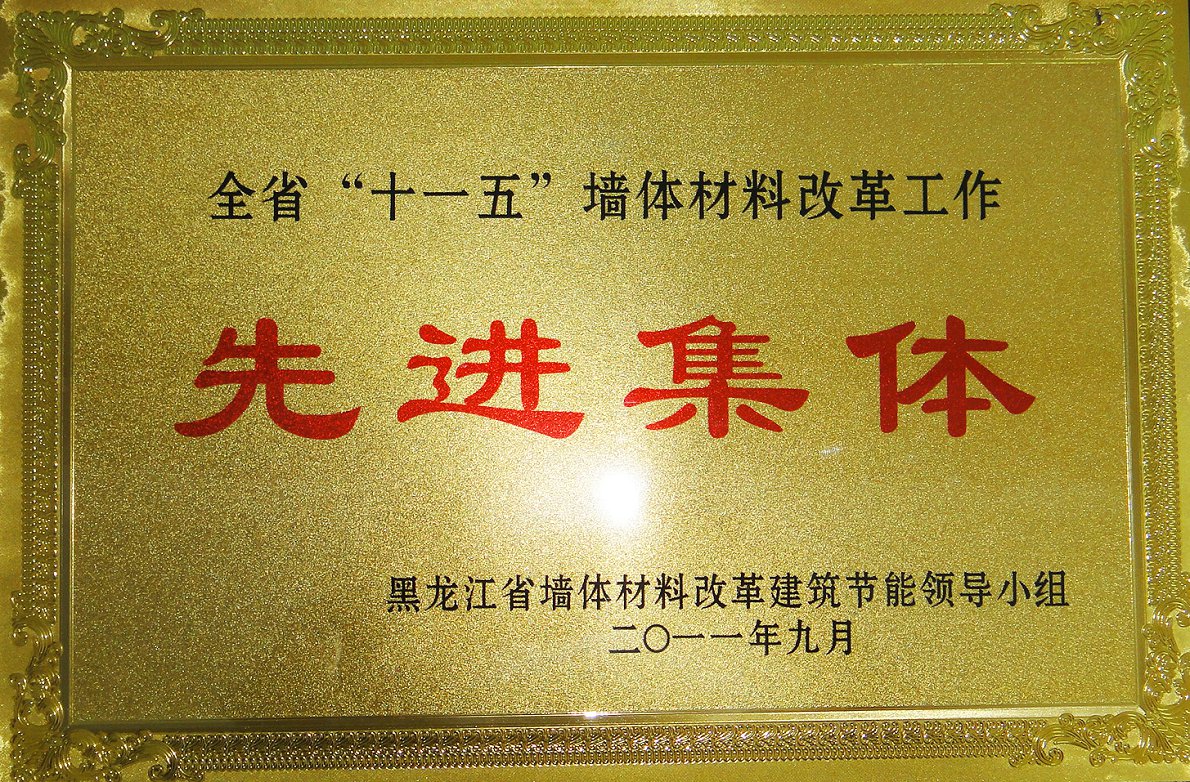 全省“十一五”墙体材料改革工作
先进集体
黑龙江省墙体材料改革建筑节能领导小组
二〇一一年九月